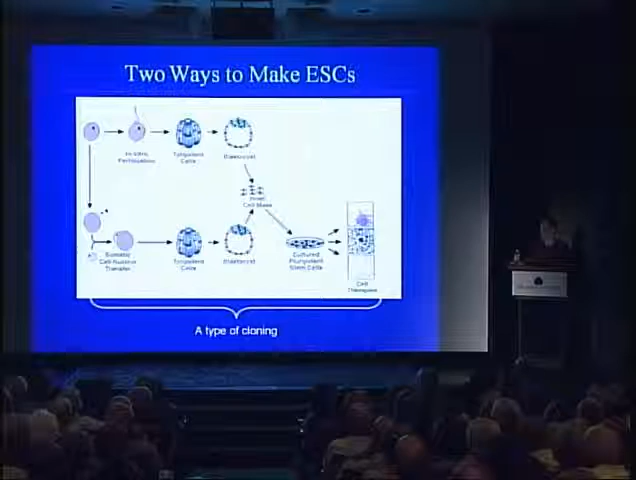 Two Ways to Make ESCs
In Vitro
Fertilization
Totipotent
Cells
Blastocyst
Inner
Cell Mass
Somatic
Cell Nuclear
Transfer
Totipotent
Cells
Blastocyst
Cultured
Pluripotent
Stem Cells
Cell
Therapies
A type of cloning